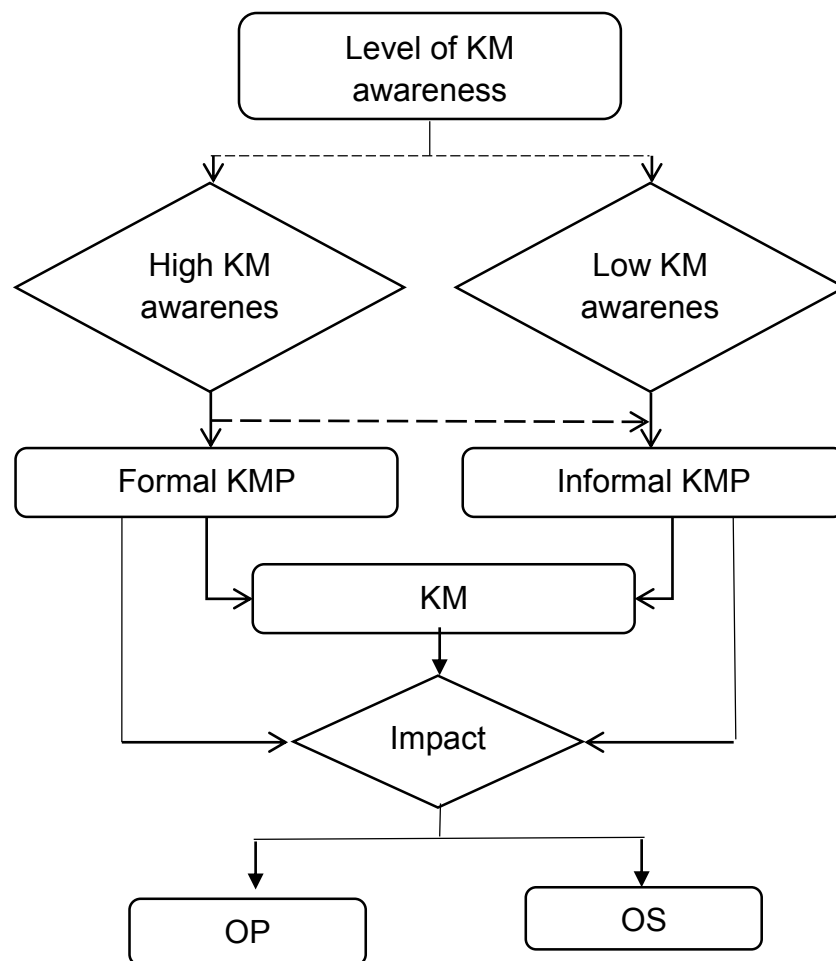 Level of KM
awareness
High KM
awarenes
Low KM
awarenes
Formal KMP
Informal KMP
KM
Impact
OP
OS